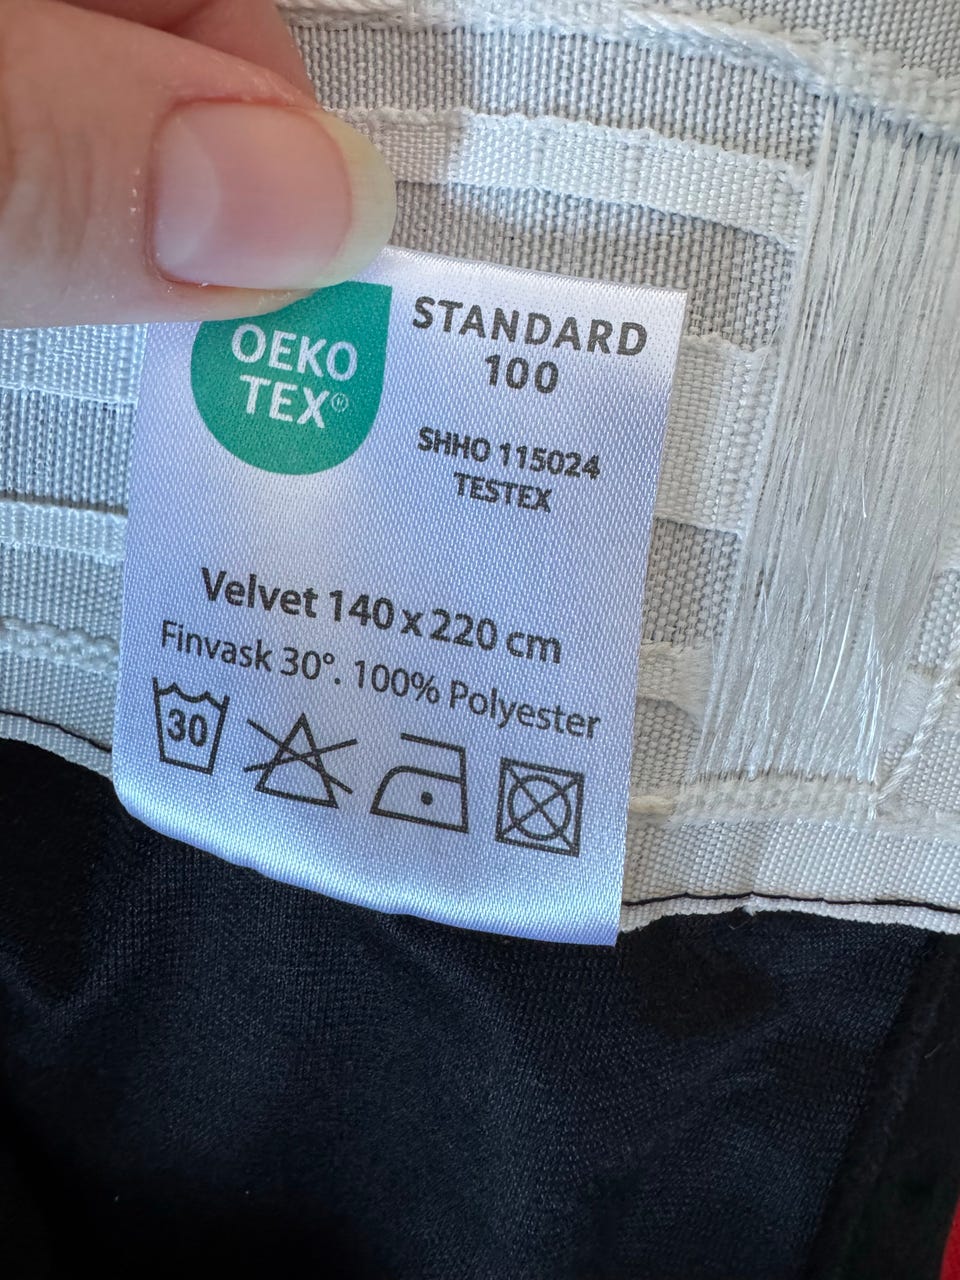 OEKO
TEX®
STANDARD
100
SHHO 115024
TESTEX
Velvet 140 x 220 cm
Finvask 30°. 100% Polyester
30